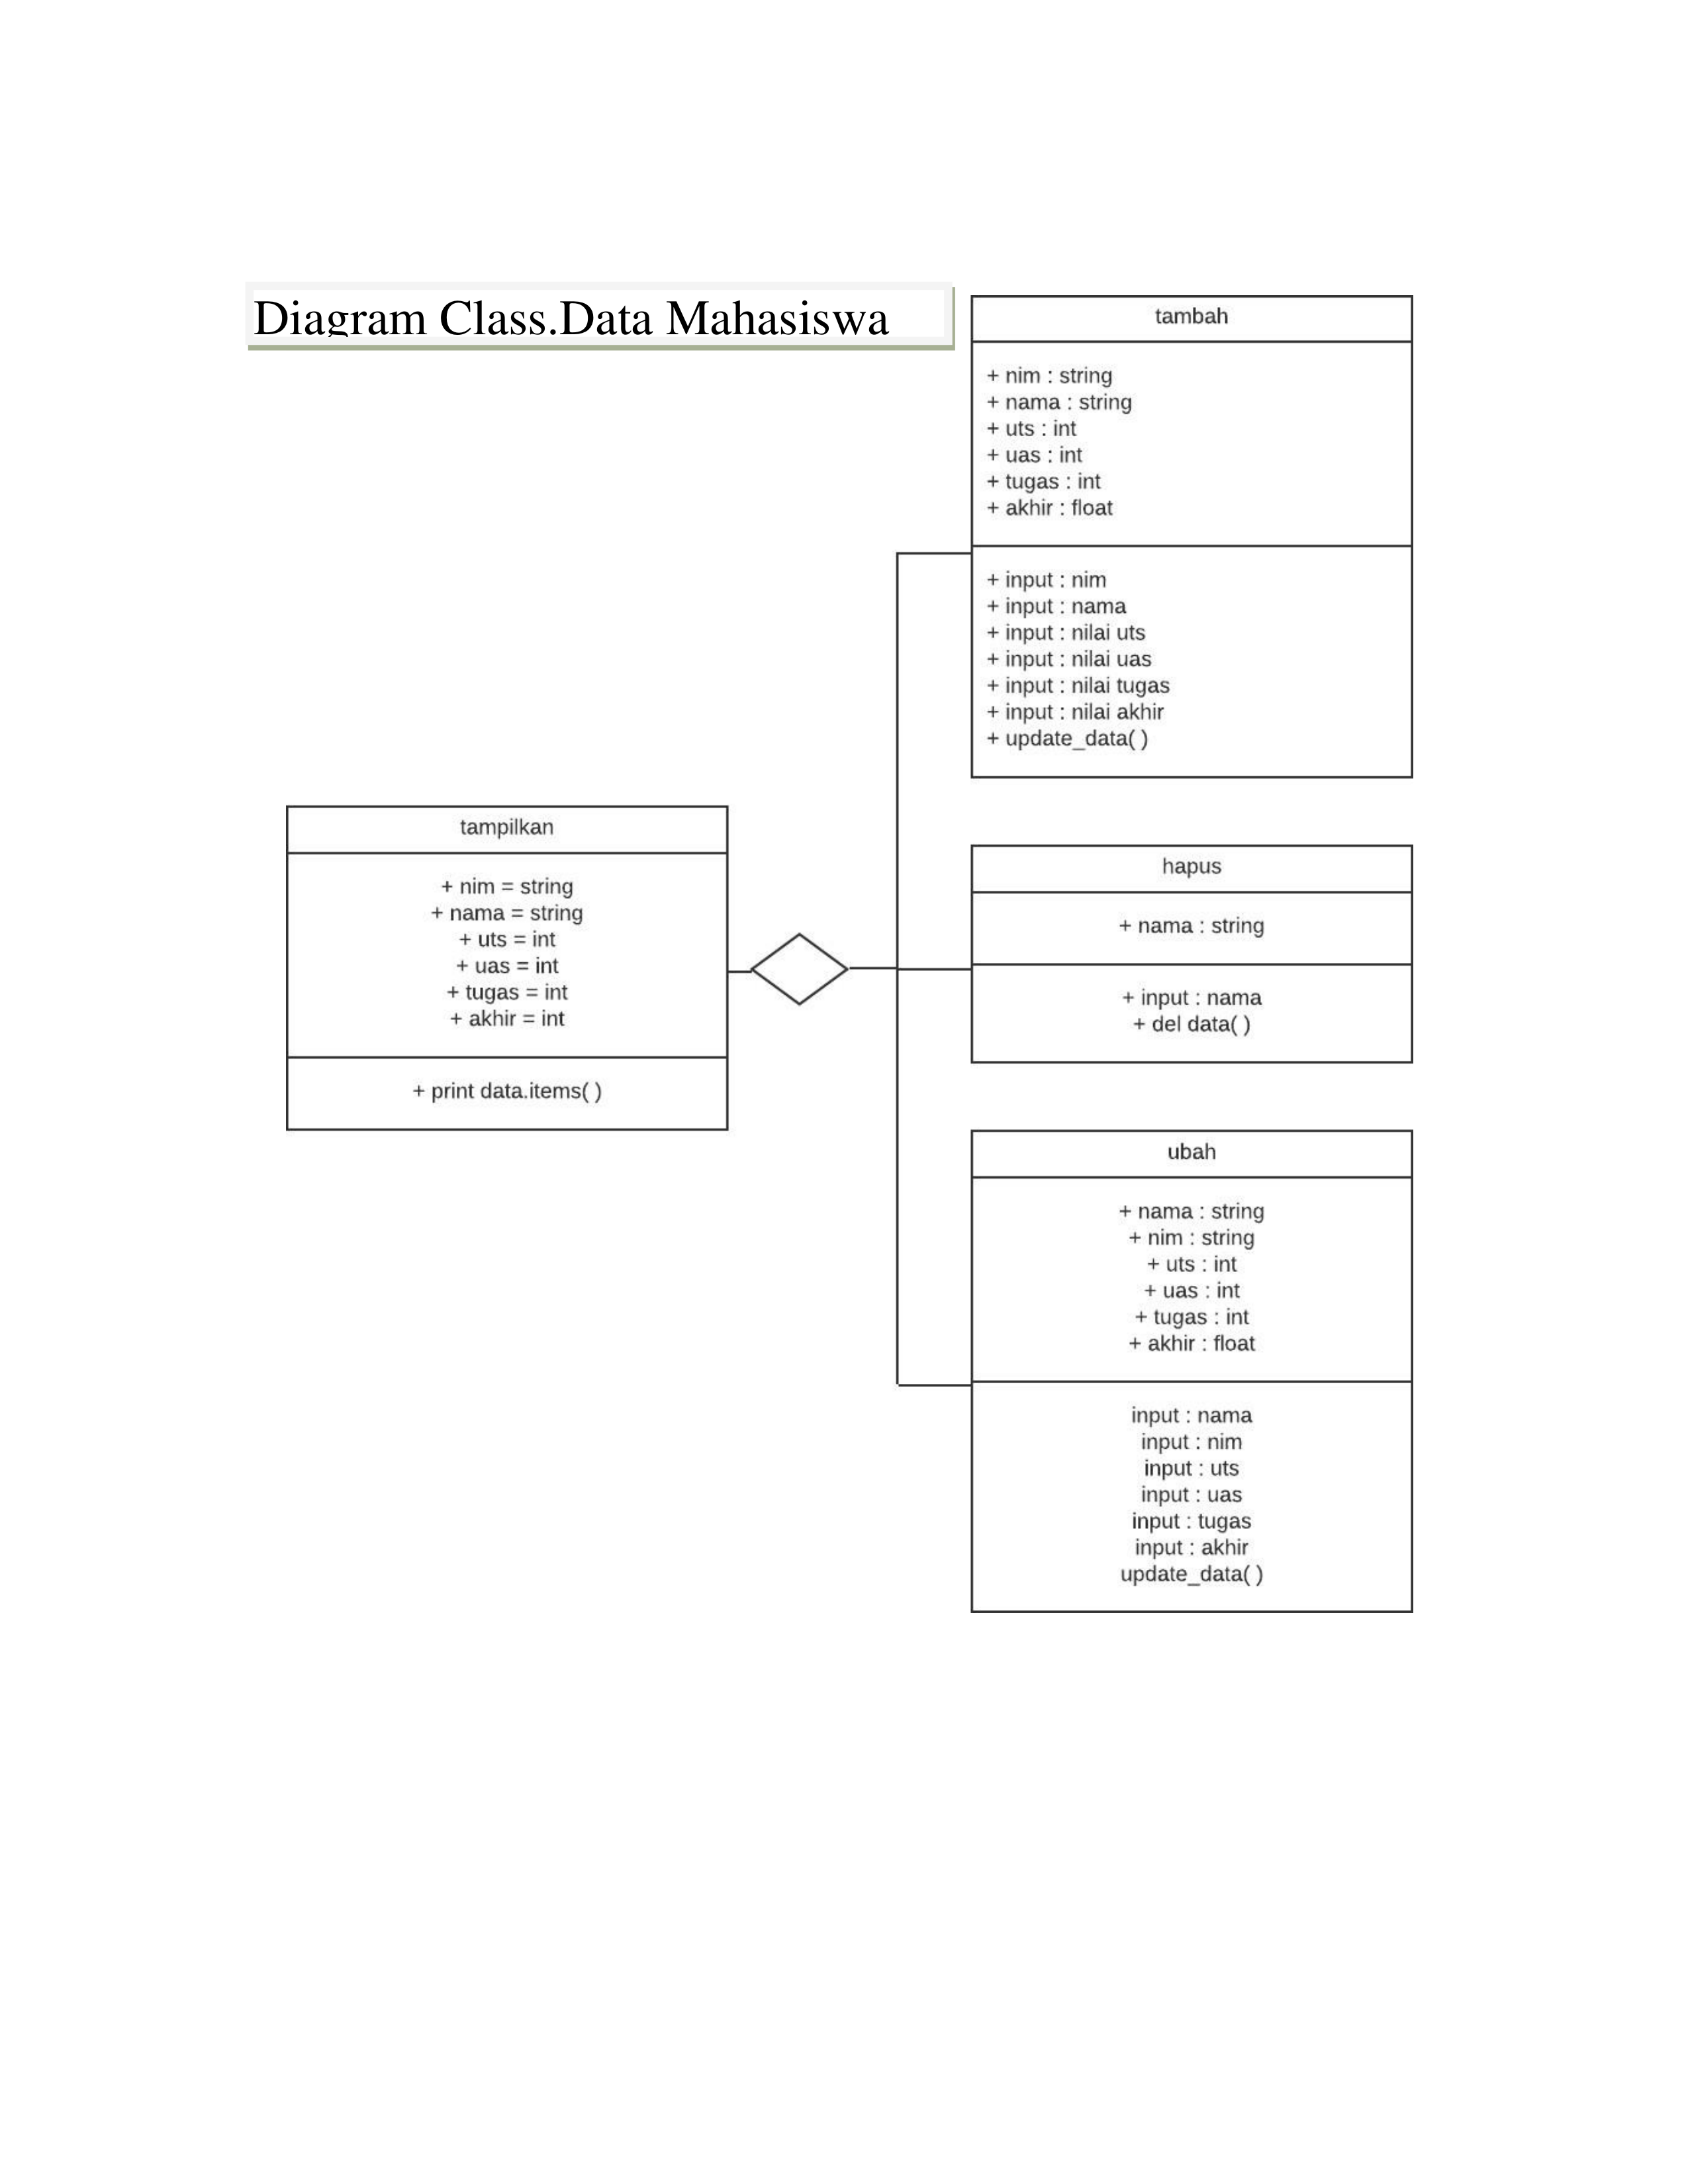 Diagram Class.Data Mahasiswa
tambah
+ nim : string
+ nama : string
+ uts : int
+ uas : int
+ tugas : int
+ akhir : float
+ input : nim
+ input : nama
+ input : nilai uts
+ input : nilai uas
+ input : nilai tugas
+ input : nilai akhir
+ update_data( )
tampilkan
+ nim = string
+ nama = string
+ uts = int
+ uas = int
+ tugas = int
+ akhir = int
+ print data.items( )
hapus
+ nama : string
+ input : nama
+ del data( )
ubah
+ nama : string
+ nim : string
+ uts : int
+ uas : int
+ tugas : int
+ akhir : float
input : nama
input : nim
input : uts
input : uas
input : tugas
input : akhir
update_data( )